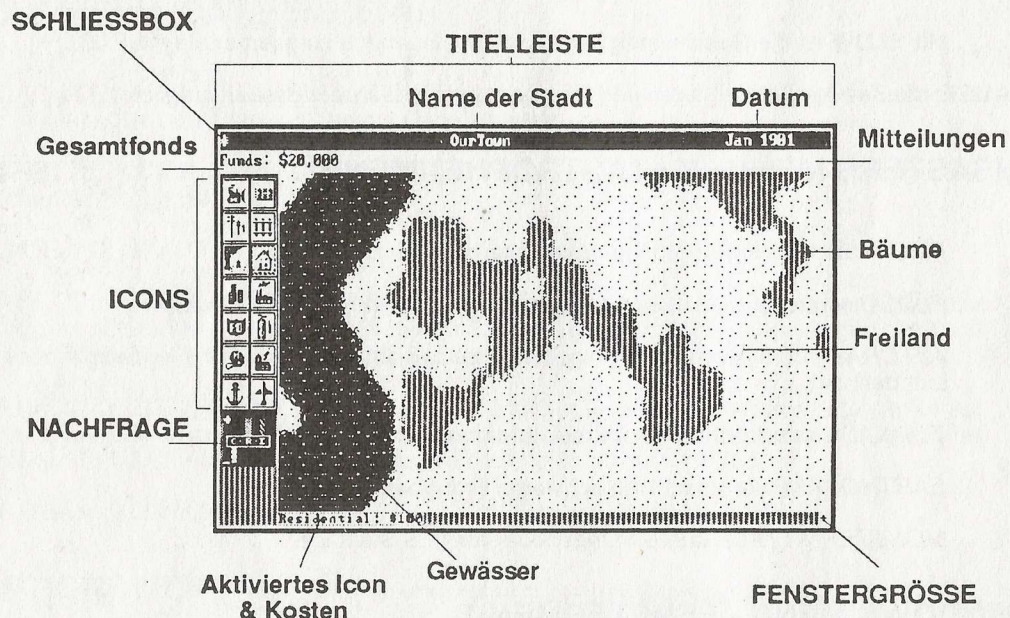 SCHLIESSBOX
TITELLEISTE
Name der Stadt
Datum
Gesamtfonds
Mitteilungen
OurTown
Jan 1901
Funds: $20,000
Bäume
ICONS
Freiland
NACHFRAGE
C R I
Residential: $100
Aktiviertes Icon
& Kosten
Gewässer
FENSTERGRÖSSE